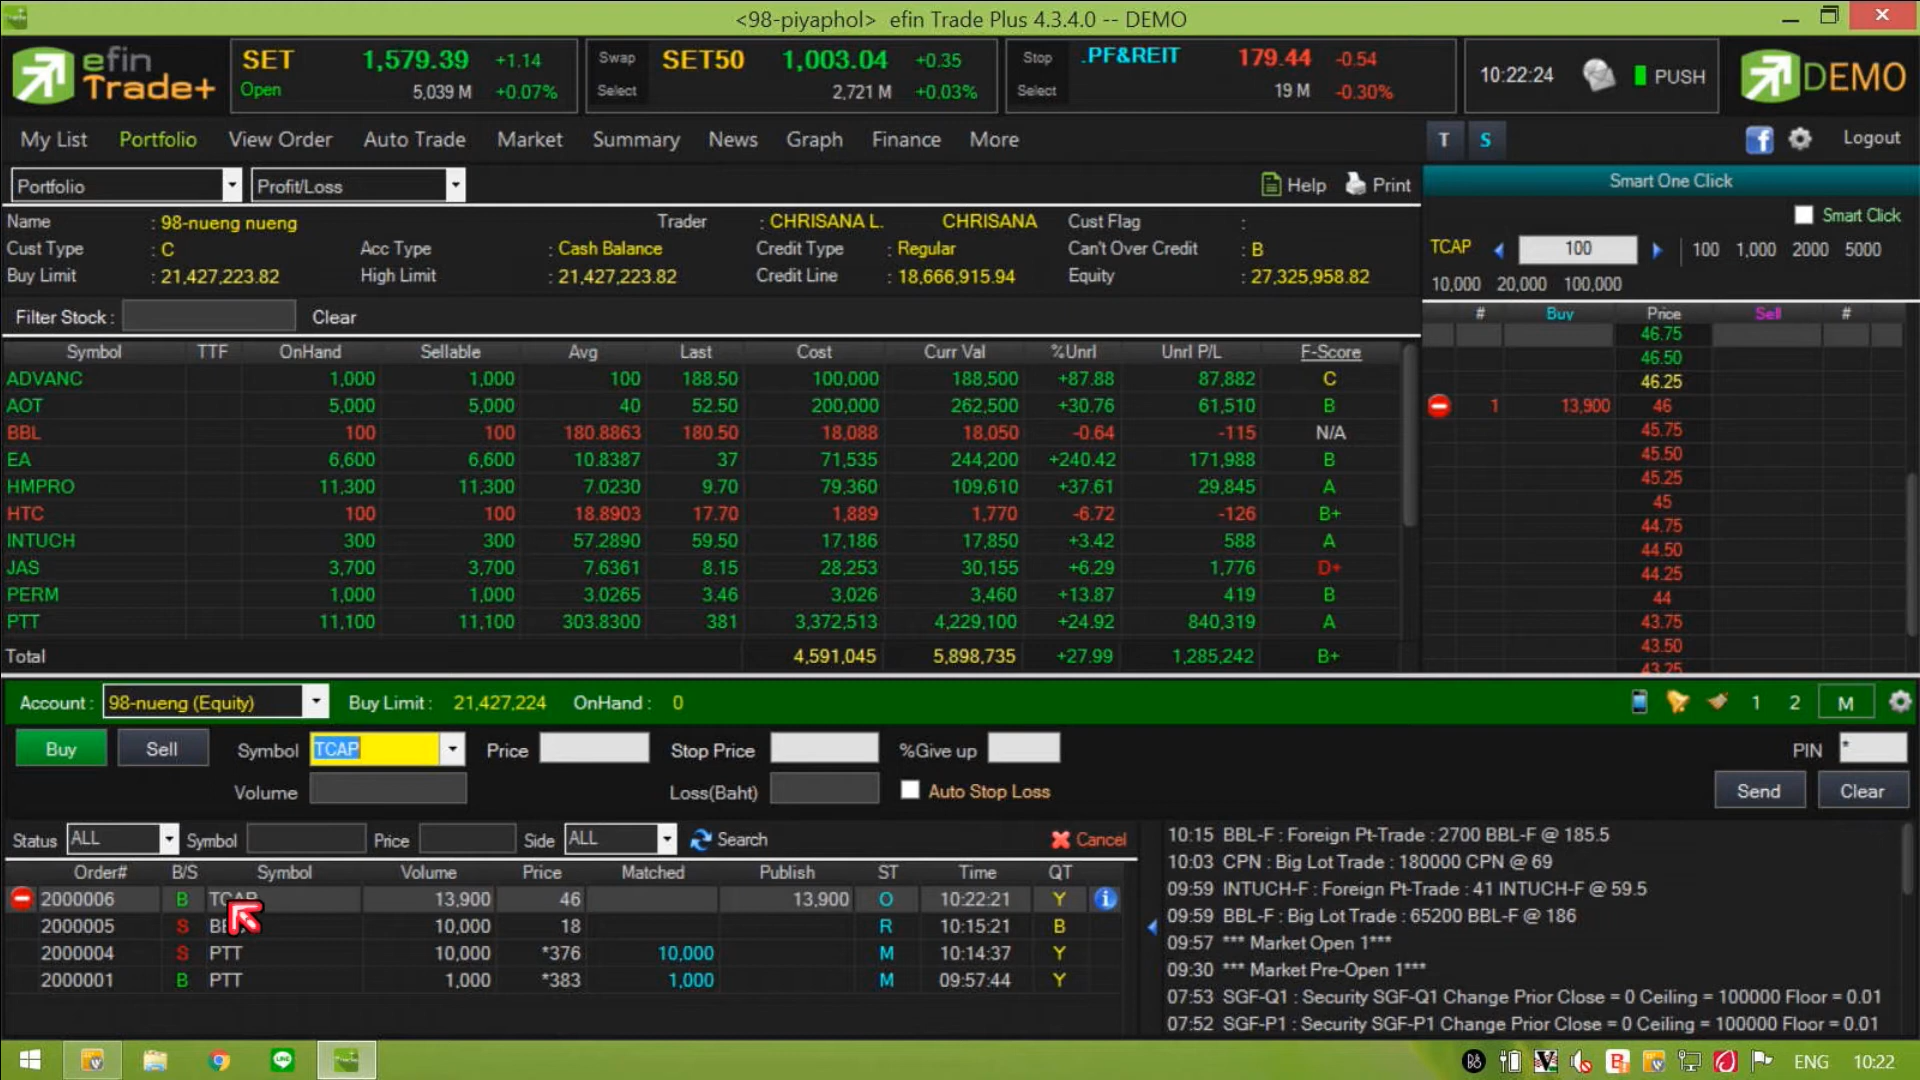 <98-piyaphol> efin Trade Plus 4.3.4.0 -- DEMO
efin Trade+
SET 1,579.39 +1.14
Open 5,039 M +0.07%
Swap SET50 1,003.04 +0.35
Select 2,721 M +0.03%
Stop .PF&REIT 179.44 -0.54
Select 19 M -0.30%
10:22:24 PUSH
DEMO
My List Portfolio View Order Auto Trade Market Summary News Graph Finance More T S f Logout
Portfolio Profit/Loss Help Print
Name : 98-nueng nueng Trader : CHRISANA L. CHRISANA Cust Flag :
Cust Type : C Acc Type : Cash Balance Credit Type : Regular Can't Over Credit : B
Buy Limit : 21,427,223.82 High Limit : 21,427,223.82 Credit Line : 18,666,915.94 Equity : 27,325,958.82
Filter Stock : Clear
Symbol TTF OnHand Sellable Avg Last Cost Curr Val %Unrl Unrl P/L F-Score
ADVANC 1,000 1,000 100 188.50 100,000 188,500 +87.88 87,882 C
AOT 5,000 5,000 40 52.50 200,000 262,500 +30.76 61,510 B
BBL 100 100 180.8863 180.50 18,088 18,050 -0.64 -115 N/A
EA 6,600 6,600 10.8387 37 71,535 244,200 +240.42 171,988 B
HMPRO 11,300 11,300 7.0230 9.70 79,360 109,610 +37.61 29,845 A
HTC 100 100 18.8903 17.70 1,889 1,770 -6.72 -126 B+
INTUCH 300 300 57.2890 59.50 17,186 17,850 +3.42 588 A
JAS 3,700 3,700 7.6361 8.15 28,253 30,155 +6.29 1,776 D+
PERM 1,000 1,000 3.0265 3.46 3,026 3,460 +13.87 419 B
PTT 11,100 11,100 303.8300 381 3,372,513 4,229,100 +24.92 840,319 A
Total 4,591,045 5,898,735 +27.99 1,285,242 B+
Smart One Click
Smart Click
TCAP 100 100 1,000 2000 5000
10,000 20,000 100,000
# Buy Price Sell #
46.75
46.50
46.25
1 13,900 46
45.75
45.50
45.25
45
44.75
44.50
44.25
44
43.75
43.50
43.25
Account : 98-nueng (Equity) Buy Limit : 21,427,224 OnHand : 0 1 2 M
Buy Sell Symbol TCAP Price Stop Price %Give up PIN *
Volume Loss(Baht) Auto Stop Loss Send Clear
Status ALL Symbol Price Side ALL Search Cancel
Order# B/S Symbol Volume Price Matched Publish ST Time QT
2000006 B TCAP 13,900 46 13,900 O 10:22:21 Y i
2000005 S 10,000 18 R 10:15:21 B
2000004 S PTT 10,000 *376 10,000 M 10:14:37 Y
2000001 B PTT 1,000 *383 1,000 M 09:57:44 Y
10:15 BBL-F : Foreign Pt-Trade : 2700 BBL-F @ 185.5
10:03 CPN : Big Lot Trade : 180000 CPN @ 69
09:59 INTUCH-F : Foreign Pt-Trade : 41 INTUCH-F @ 59.5
09:59 BBL-F : Big Lot Trade : 65200 BBL-F @ 186
09:57 *** Market Open 1***
09:30 *** Market Pre-Open 1***
07:53 SGF-Q1 : Security SGF-Q1 Change Prior Close = 0 Ceiling = 100000 Floor = 0.01
07:52 SGF-P1 : Security SGF-P1 Change Prior Close = 0 Ceiling = 100000 Floor = 0.01
ENG 10:22